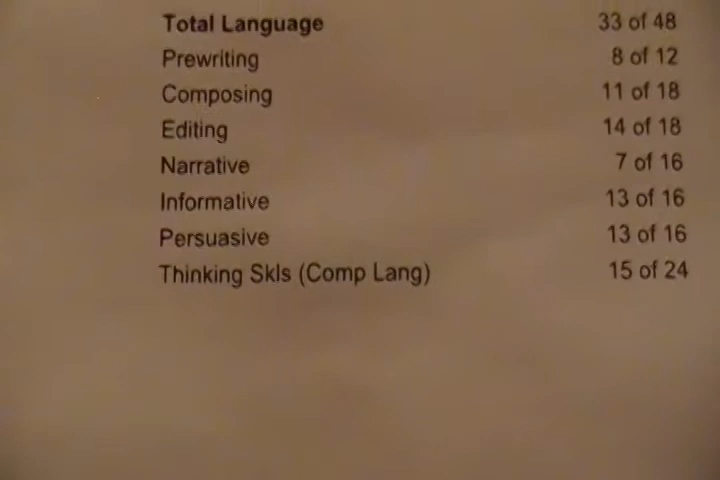 Total Language 33 of 48
Prewriting 8 of 12
Composing 11 of 18
Editing 14 of 18
Narrative 7 of 16
Informative 13 of 16
Persuasive 13 of 16
Thinking Skls (Comp Lang) 15 of 24